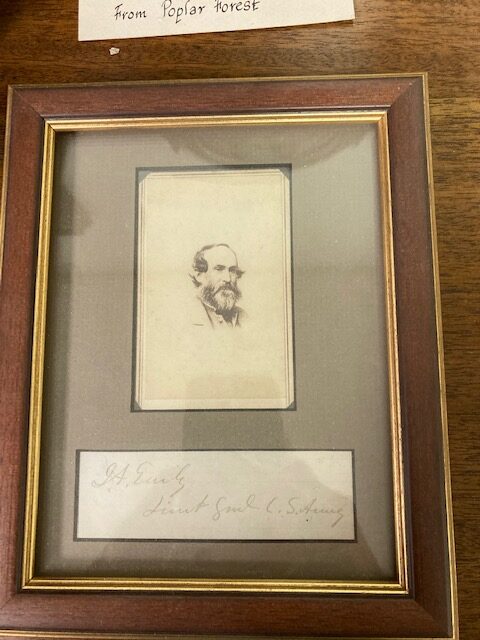 From Poplar Forest
J.A. Early
Lieut Genl C.S. Army